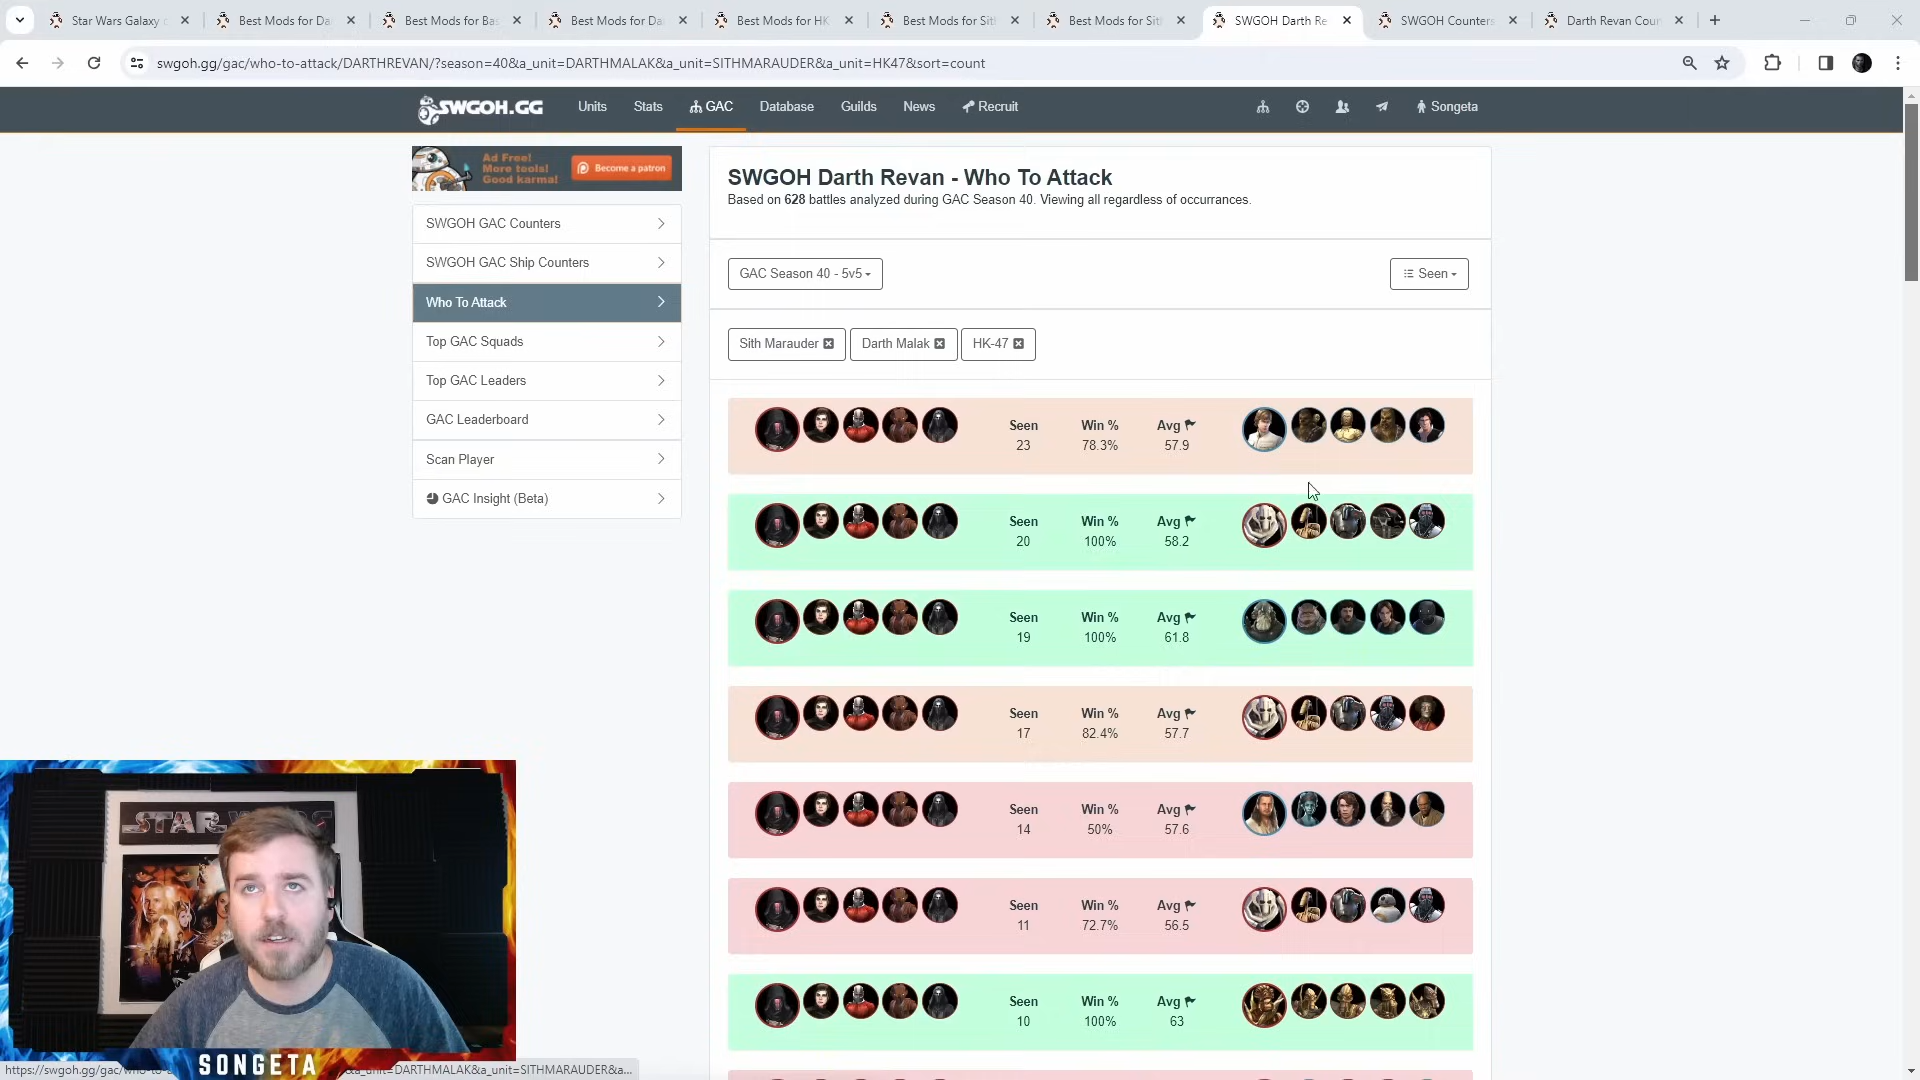 Star Wars Galaxy o
Best Mods for Da
Best Mods for Bas
Best Mods for Da
Best Mods for HK
Best Mods for Sit
Best Mods for Sit
SWGOH Darth Re
SWGOH Counters
Darth Revan Coun
swgoh.gg/gac/who-to-attack/DARTHREVAN/?season=40&a_unit=DARTHMALAK&a_unit=SITHMARAUDER&a_unit=HK47&sort=count
SWGOH.GG
Units
Stats
GAC
Database
Guilds
News
Recruit
Songeta
Ad Free!
More tools!
Good karma!
Become a patron
SWGOH GAC Counters
SWGOH GAC Ship Counters
Who To Attack
Top GAC Squads
Top GAC Leaders
GAC Leaderboard
Scan Player
GAC Insight (Beta)
SWGOH Darth Revan - Who To Attack
Based on 628 battles analyzed during GAC Season 40. Viewing all regardless of occurrances.
GAC Season 40 - 5v5
Seen
Sith Marauder
Darth Malak
HK-47
Seen Win % Avg
23 78.3% 57.9
Seen Win % Avg
20 100% 58.2
Seen Win % Avg
19 100% 61.8
Seen Win % Avg
17 82.4% 57.7
Seen Win % Avg
14 50% 57.6
Seen Win % Avg
11 72.7% 56.5
Seen Win % Avg
10 100% 63
STAR WARS
SONGETA
https://swgoh.gg/gac/who-to-
&a_unit=DARTHMALAK&a_unit=SITHMARAUDER&a...